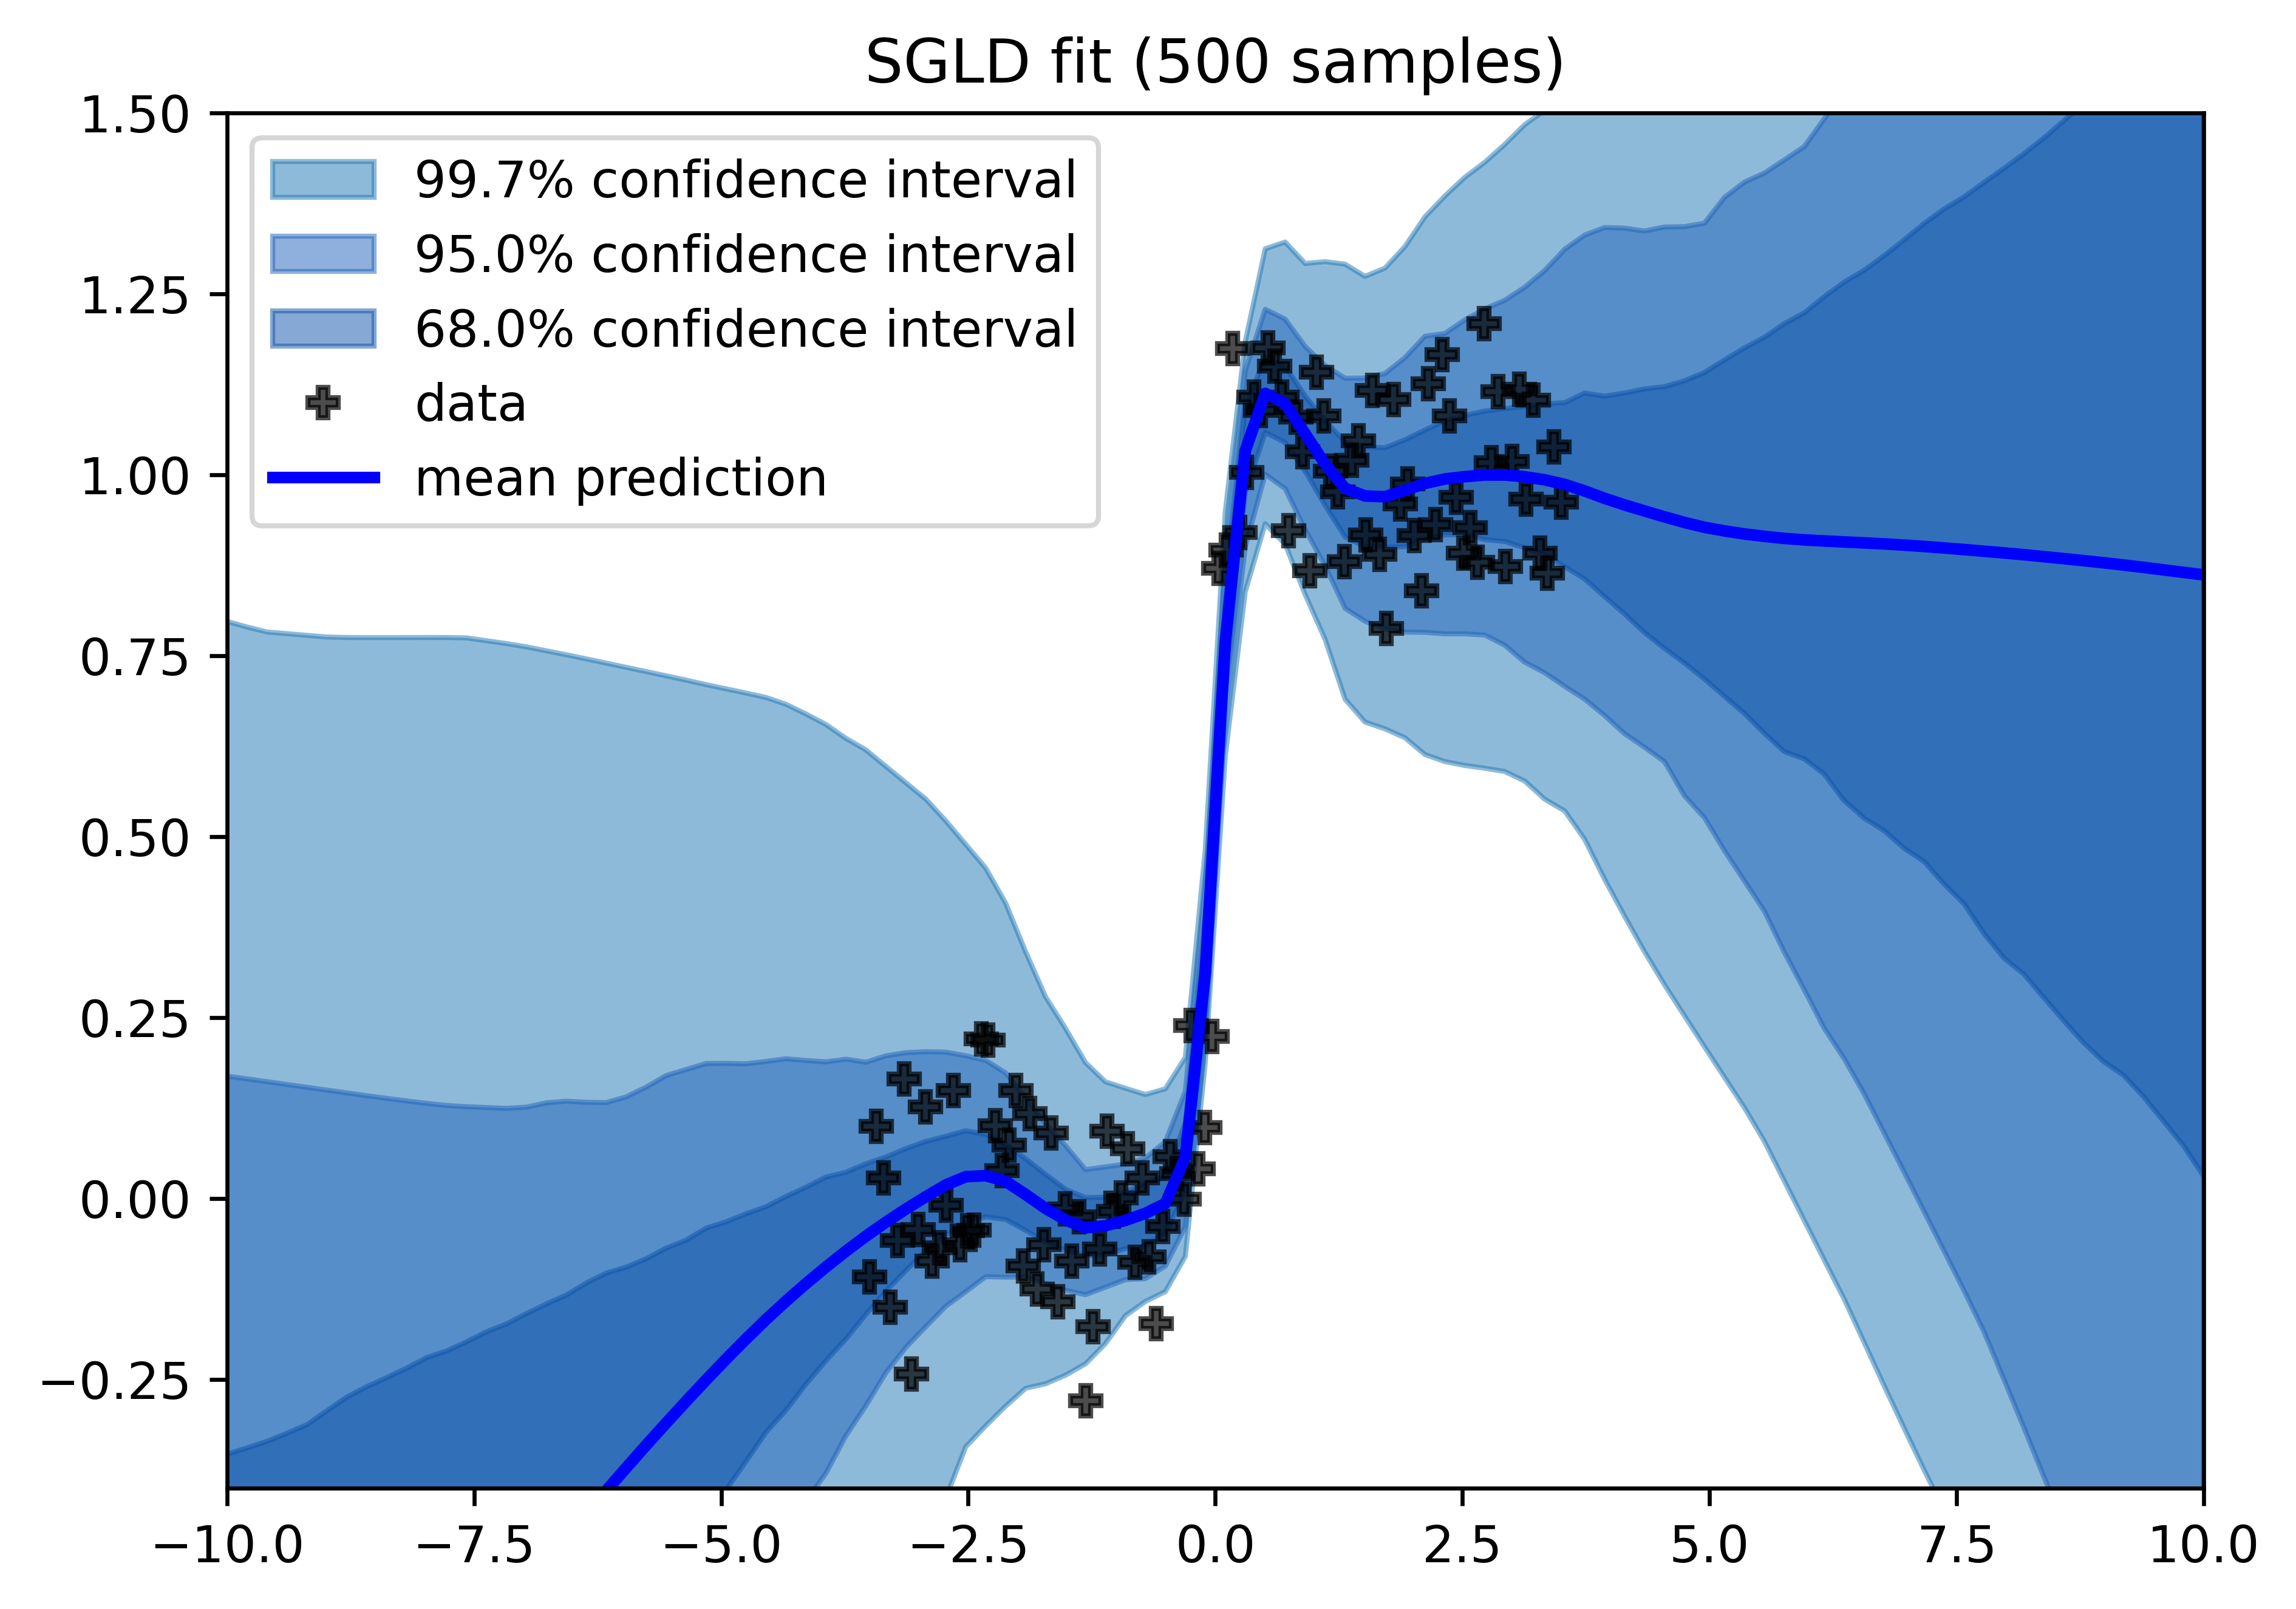 SGLD fit (500 samples)
1.50
1.25
1.00
0.75
0.50
0.25
0.00
−0.25
99.7% confidence interval
95.0% confidence interval
68.0% confidence interval
data
mean prediction
−10.0 −7.5 −5.0 −2.5 0.0 2.5 5.0 7.5 10.0